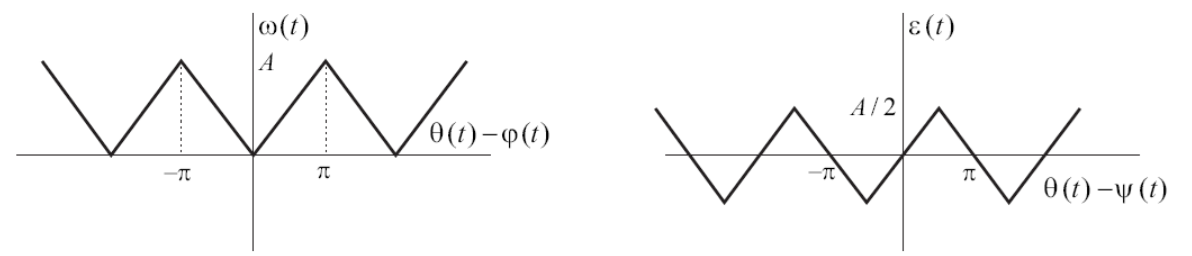 ω(t)
A
θ(t) – φ(t)
–π
π
ε(t)
A/2
–π
π
θ(t) – ψ(t)